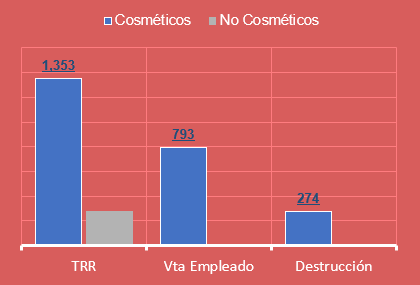 Cosméticos No Cosméticos
1,353
793
274
TRR Vta Empleado Destrucción